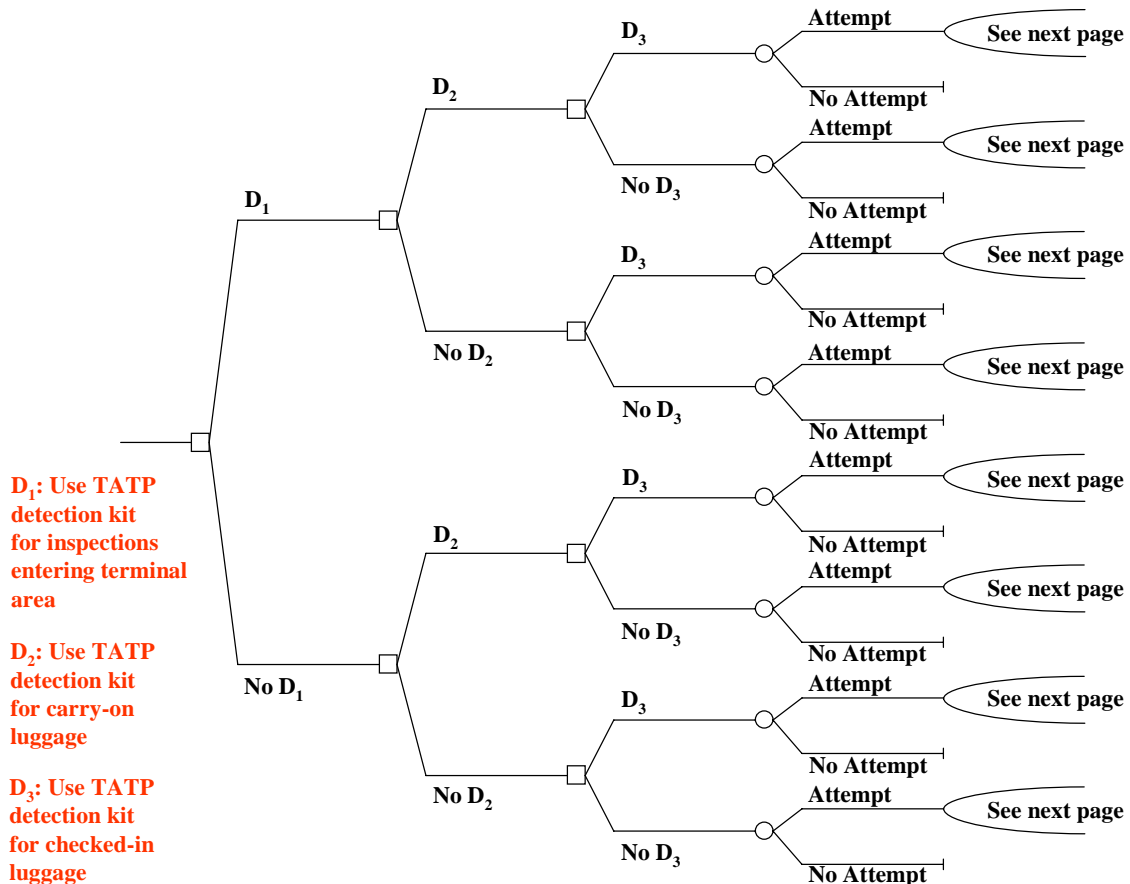 Attempt
D₃
See next page
D₂
No Attempt
Attempt
See next page
No D₃
No Attempt
D₁
Attempt
D₃
See next page
No Attempt
No D₂
Attempt
See next page
No D₃
No Attempt
Attempt
D₃
See next page
D₁: Use TATP
detection kit
for inspections
entering terminal
area
D₂
No Attempt
Attempt
See next page
No D₃
No Attempt
D₂: Use TATP
detection kit
for carry-on
luggage
No D₁
Attempt
D₃
See next page
No Attempt
No D₂
Attempt
See next page
No D₃
No Attempt
D₃: Use TATP
detection kit
for checked-in
luggage